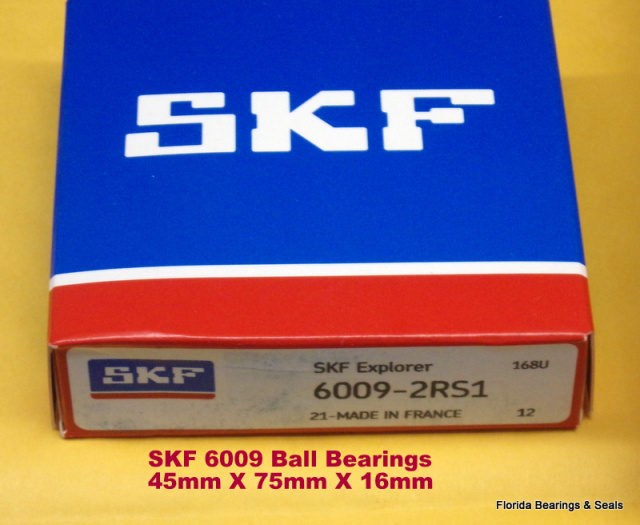 SKF
SKF
SKF Explorer 168U
6009-2RS1
21-MADE IN FRANCE 12
SKF 6009 Ball Bearings
45mm X 75mm X 16mm
Florida Bearings & Seals